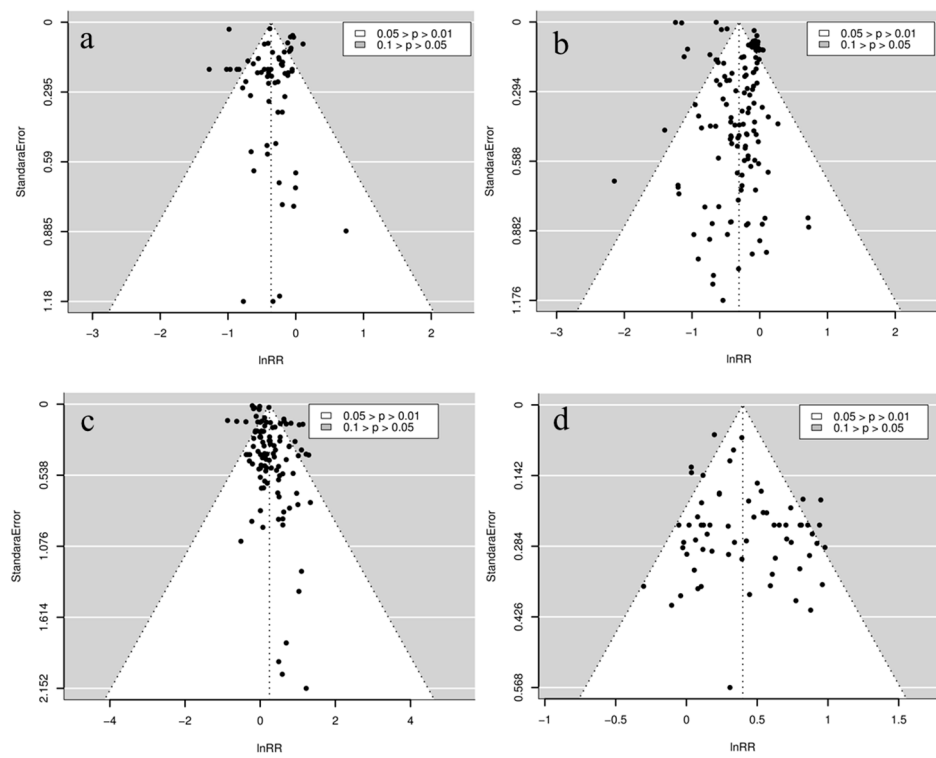 a
0.05 > p > 0.01
0.1 > p > 0.05
0
0.295
0.59
0.885
1.18
StandaraError
−3 −2 −1 0 1 2
lnRR
b
0.05 > p > 0.01
0.1 > p > 0.05
0
0.294
0.588
0.882
1.176
StandaraError
−3 −2 −1 0 1 2
lnRR
c
0.05 > p > 0.01
0.1 > p > 0.05
0
0.538
1.076
1.614
2.152
StandaraError
−4 −2 0 2 4
lnRR
d
0.05 > p > 0.01
0.1 > p > 0.05
0
0.142
0.284
0.426
0.568
StandaraError
−1 −0.5 0 0.5 1 1.5
lnRR